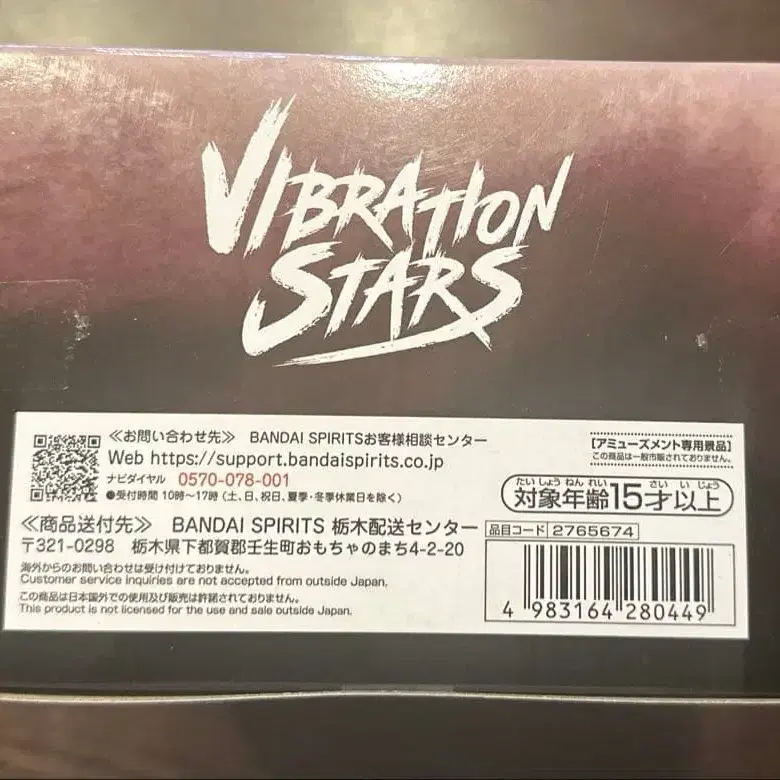 VIBRATION
STARS
≪お問い合わせ先≫ BANDAI SPIRITSお客様相談センター
Web https://support.bandaispirits.co.jp
ナビダイヤル 0570-078-001
●受付時間 10時~17時 (土、日、祝日、夏季・冬季休業日を除く)
[アミューズメント専用景品]
この商品は一般市販されておりません。
たい しょう ねん れい さい い じょう
対象年齢15才以上
≪商品送付先≫ BANDAI SPIRITS 栃木配送センター
〒321-0298 栃木県下都賀郡壬生町おもちゃのまち4-2-20
海外からのお問い合わせは受け付けておりません。
Customer service inquiries are not accepted from outside Japan.
この商品は日本国外での使用及び販売は許諾されておりません。
This product is not licensed for the use and sale outside Japan.
品目コード 2765674
4 983164 280449